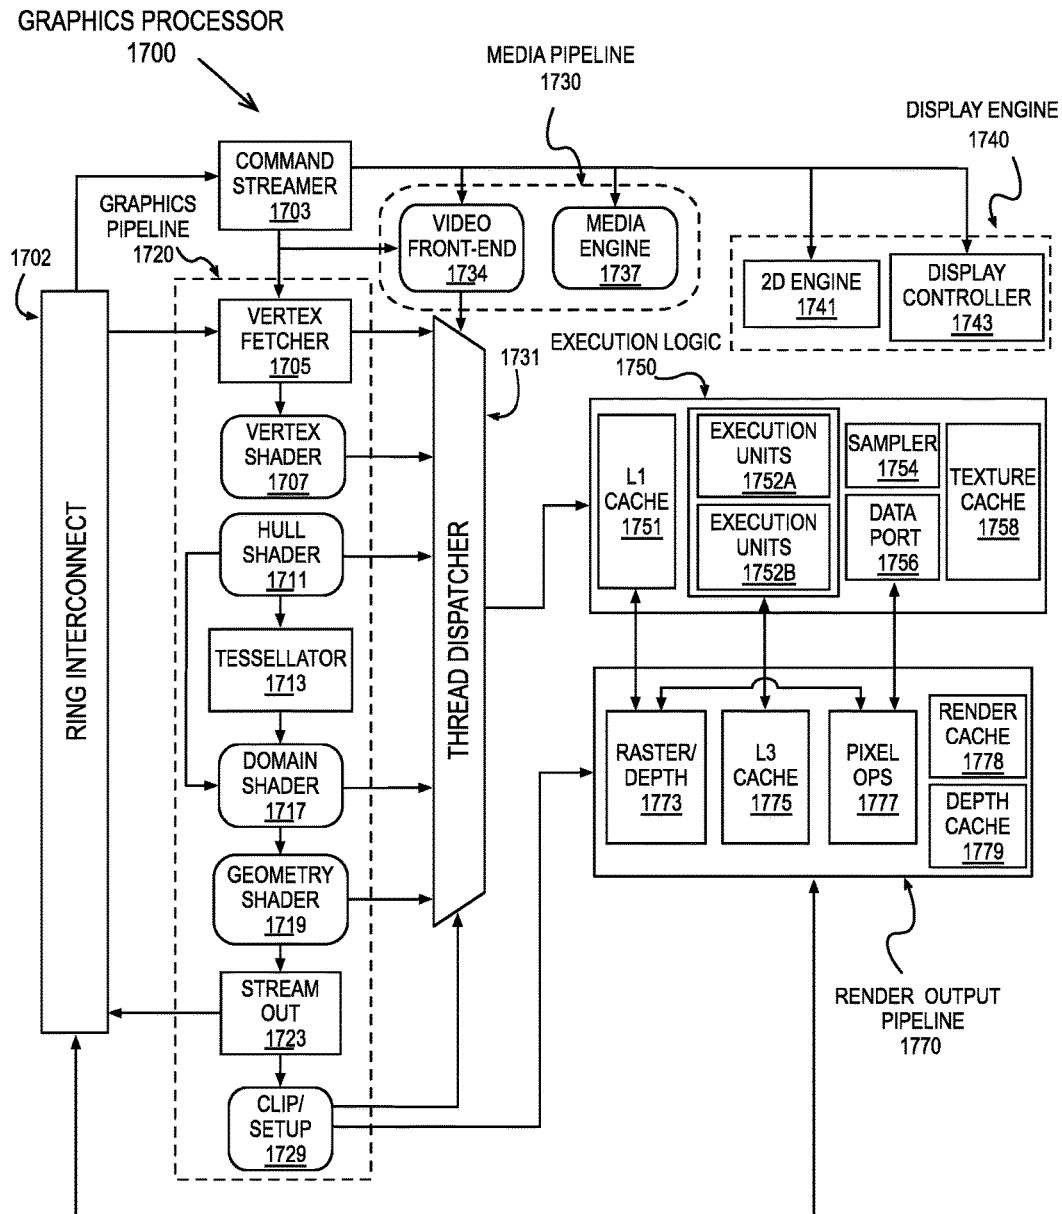 GRAPHICS PROCESSOR
1700
MEDIA PIPELINE
1730
DISPLAY ENGINE
1740
COMMAND
STREAMER
1703
GRAPHICS
PIPELINE
1720
VIDEO
FRONT-END
1734
MEDIA
ENGINE
1737
1702
2D ENGINE
1741
DISPLAY
CONTROLLER
1743
VERTEX
FETCHER
1705
1731
EXECUTION LOGIC
1750
VERTEX
SHADER
1707
L1
CACHE
1751
EXECUTION
UNITS
1752A
EXECUTION
UNITS
1752B
SAMPLER
1754
DATA
PORT
1756
TEXTURE
CACHE
1758
HULL
SHADER
1711
RING INTERCONNECT
THREAD DISPATCHER
TESSELLATOR
1713
DOMAIN
SHADER
1717
RASTER/
DEPTH
1773
L3
CACHE
1775
PIXEL
OPS
1777
RENDER
CACHE
1778
DEPTH
CACHE
1779
GEOMETRY
SHADER
1719
STREAM
OUT
1723
RENDER OUTPUT
PIPELINE
1770
CLIP/
SETUP
1729